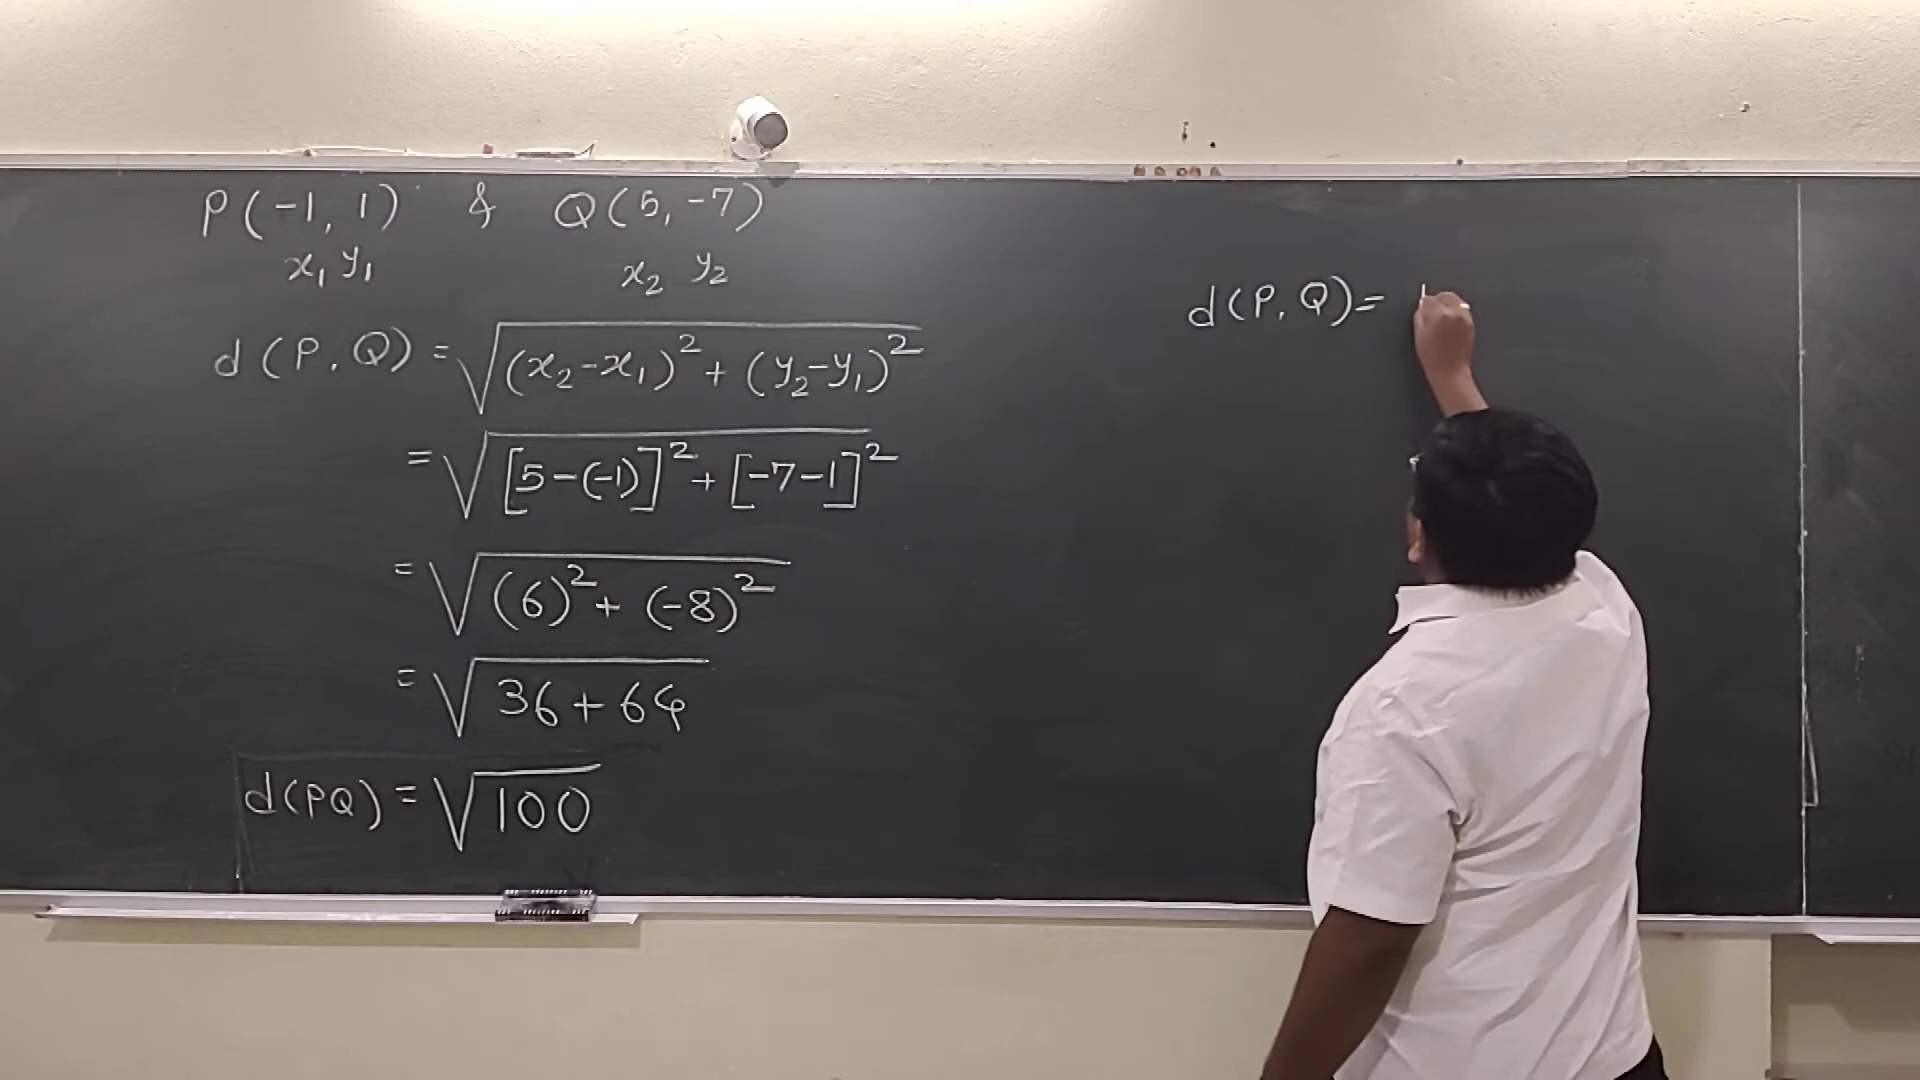 P(-1, 1) & Q(5, -7)
x₁ y₁ x₂ y₂
d(P, Q) = √((x₂-x₁)² + (y₂-y₁)²)
= √([5-(-1)]² + [-7-1]²)
= √((6)² + (-8)²)
= √(36+64)
d(PQ) = √100
d(P, Q) =